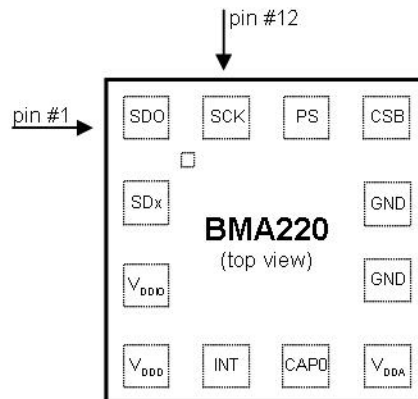 pin #12
pin #1
SDO SCK PS CSB
SDx GND
BMA220
(top view)
VDDIO GND
VDDD INT CAP0 VDDA